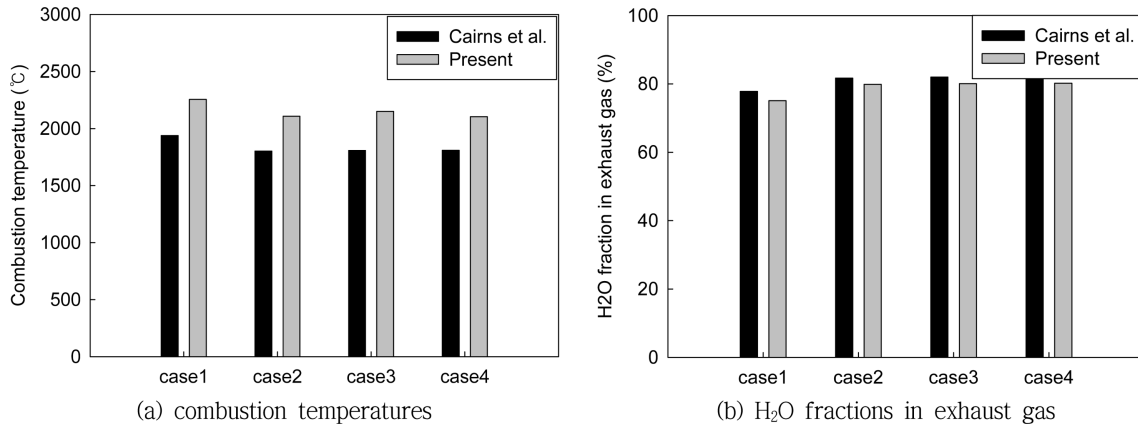 Combustion temperature (℃)
3000
2500
2000
1500
1000
500
0
Cairns et al.
Present
case1 case2 case3 case4
(a) combustion temperatures
H2O fraction in exhaust gas (%)
100
80
60
40
20
0
Cairns et al.
Present
case1 case2 case3 case4
(b) H₂O fractions in exhaust gas